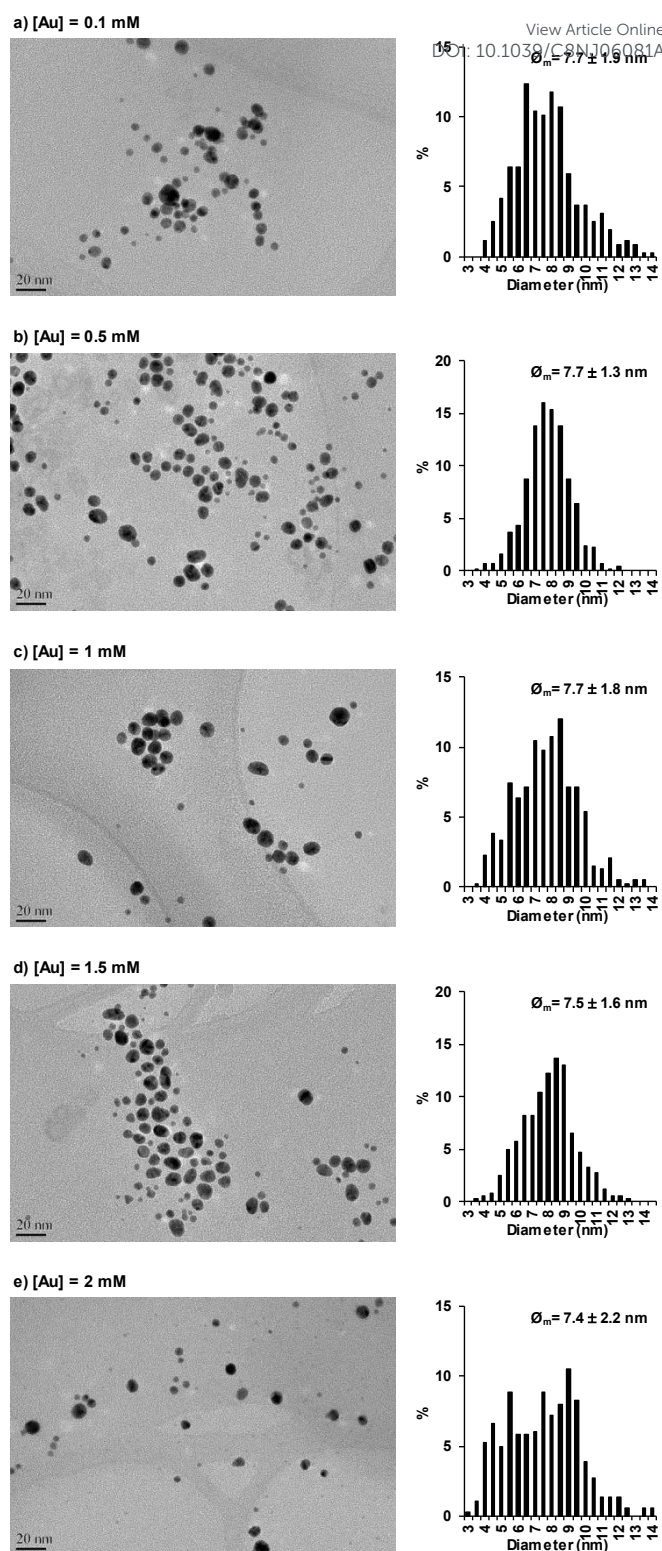 a) [Au] = 0.1 mM
View Article Online
DOI: 10.1039/C8NJ06081A
20 nm
Ø_m = 7.7 ± 1.9 nm
15
10
5
0
%
3 4 5 6 7 8 9 10 11 12 13 14
Diameter (nm)
b) [Au] = 0.5 mM
20 nm
Ø_m = 7.7 ± 1.3 nm
20
15
10
5
0
%
3 4 5 6 7 8 9 10 11 12 13 14
Diameter (nm)
c) [Au] = 1 mM
20 nm
Ø_m = 7.7 ± 1.8 nm
15
10
5
0
%
3 4 5 6 7 8 9 10 11 12 13 14
Diameter (nm)
d) [Au] = 1.5 mM
20 nm
Ø_m = 7.5 ± 1.6 nm
20
15
10
5
0
%
3 4 5 6 7 8 9 10 11 12 13 14
Diameter (nm)
e) [Au] = 2 mM
20 nm
Ø_m = 7.4 ± 2.2 nm
15
10
5
0
%
3 4 5 6 7 8 9 10 11 12 13 14
Diameter (nm)